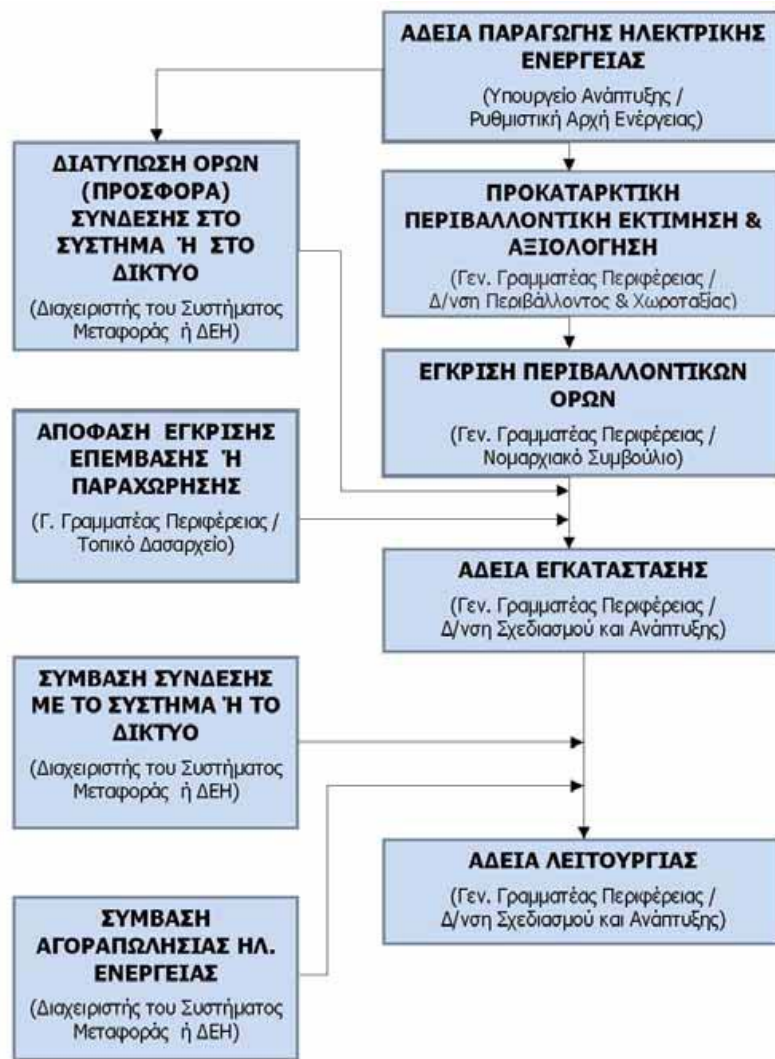 ΑΔΕΙΑ ΠΑΡΑΓΩΓΗΣ ΗΛΕΚΤΡΙΚΗΣ
ΕΝΕΡΓΕΙΑΣ
(Υπουργείο Ανάπτυξης /
Ρυθμιστική Αρχή Ενέργειας)
ΔΙΑΤΥΠΩΣΗ ΟΡΩΝ
(ΠΡΟΣΦΟΡΑ)
ΣΥΝΔΕΣΗΣ ΣΤΟ
ΣΥΣΤΗΜΑ Ή ΣΤΟ
ΔΙΚΤΥΟ
(Διαχειριστής του Συστήματος
Μεταφοράς ή ΔΕΗ)
ΠΡΟΚΑΤΑΡΚΤΙΚΗ
ΠΕΡΙΒΑΛΛΟΝΤΙΚΗ ΕΚΤΙΜΗΣΗ &
ΑΞΙΟΛΟΓΗΣΗ
(Γεν. Γραμματέας Περιφέρειας /
Δ/νση Περιβάλλοντος & Χωροταξίας)
ΕΓΚΡΙΣΗ ΠΕΡΙΒΑΛΛΟΝΤΙΚΩΝ
ΟΡΩΝ
(Γεν. Γραμματέας Περιφέρειας /
Νομαρχιακό Συμβούλιο)
ΑΠΟΦΑΣΗ ΕΓΚΡΙΣΗΣ
ΕΠΕΜΒΑΣΗΣ Ή
ΠΑΡΑΧΩΡΗΣΗΣ
(Γ. Γραμματέας Περιφέρειας /
Τοπικό Δασαρχείο)
ΑΔΕΙΑ ΕΓΚΑΤΑΣΤΑΣΗΣ
(Γεν. Γραμματέας Περιφέρειας /
Δ/νση Σχεδιασμού και Ανάπτυξης)
ΣΥΜΒΑΣΗ ΣΥΝΔΕΣΗΣ
ΜΕ ΤΟ ΣΥΣΤΗΜΑ Ή ΤΟ
ΔΙΚΤΥΟ
(Διαχειριστής του Συστήματος
Μεταφοράς ή ΔΕΗ)
ΑΔΕΙΑ ΛΕΙΤΟΥΡΓΙΑΣ
(Γεν. Γραμματέας Περιφέρειας /
Δ/νση Σχεδιασμού και Ανάπτυξης)
ΣΥΜΒΑΣΗ
ΑΓΟΡΑΠΩΛΗΣΙΑΣ ΗΛ.
ΕΝΕΡΓΕΙΑΣ
(Διαχειριστής του Συστήματος
Μεταφοράς ή ΔΕΗ)